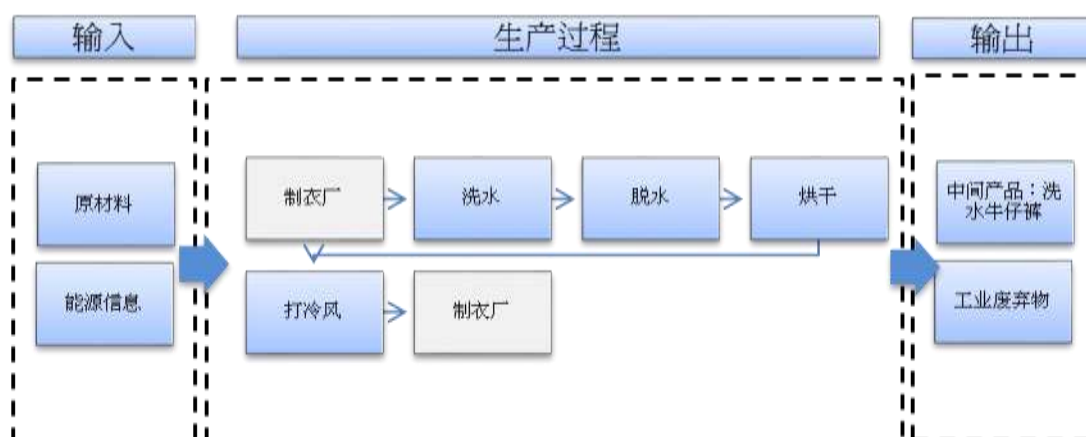 输入
生产过程
输出
原材料
能源信息
制衣厂
洗水
脱水
烘干
打冷风
制衣厂
中间产品：洗
水牛仔裤
工业废弃物